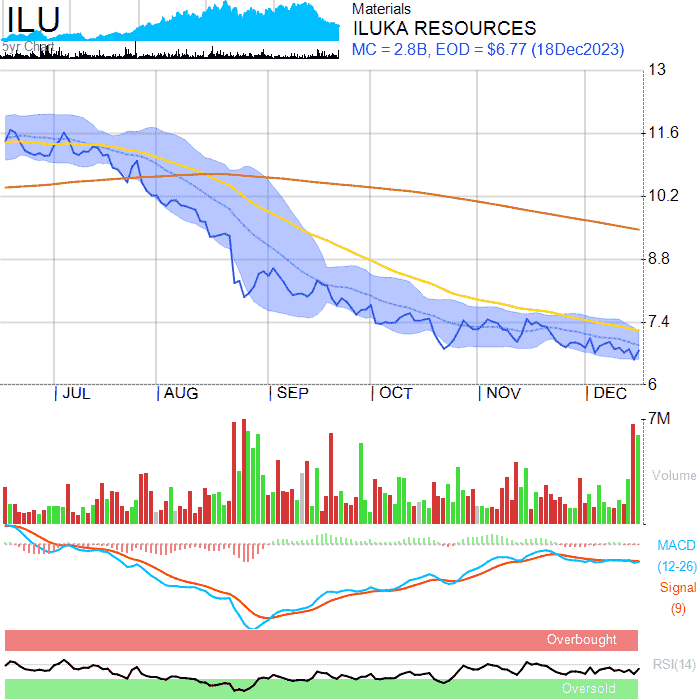 ILU
5yr Chart
Materials
ILUKA RESOURCES
MC = 2.8B, EOD = $6.77 (18Dec2023)
13
11.6
10.2
8.8
7.4
6
| JUL | AUG | SEP | OCT | NOV | DEC
7M
Volume
MACD
(12-26)
Signal
(9)
Overbought
RSI(14)
Oversold